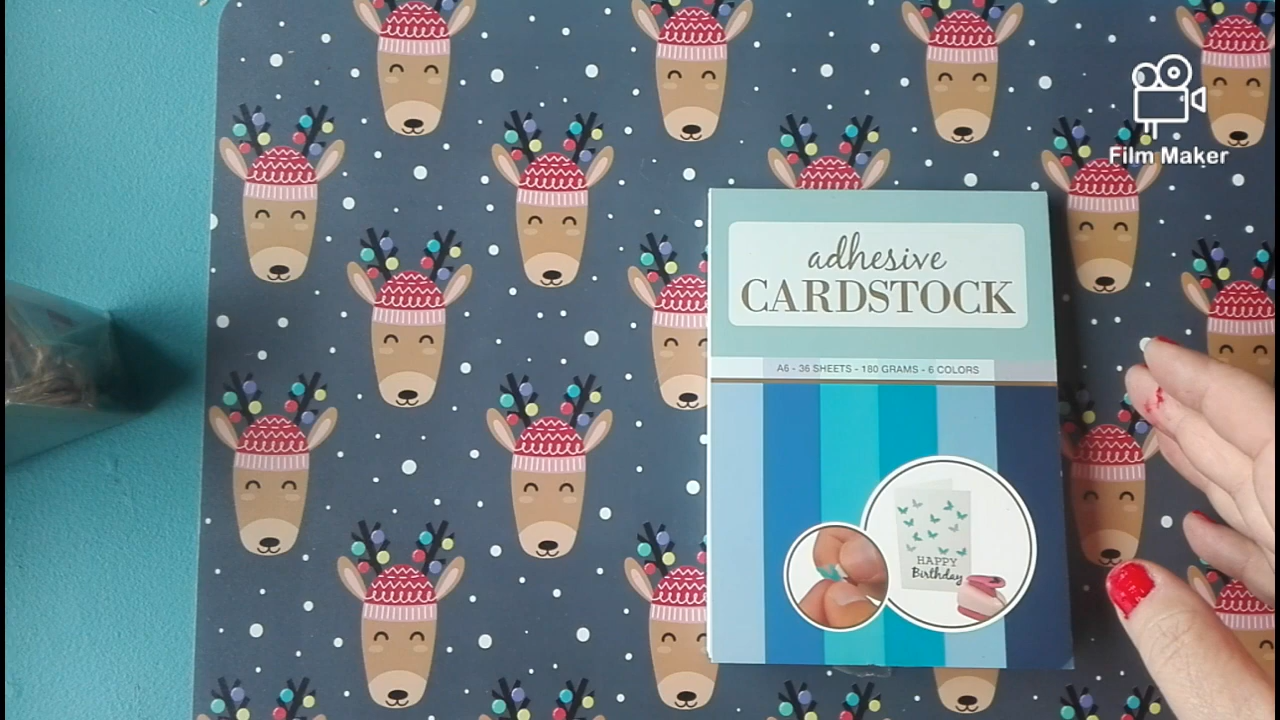 Film Maker
adhesive
CARDSTOCK
A6 - 36 SHEETS - 180 GRAMS - 6 COLORS
HAPPY
Birthday